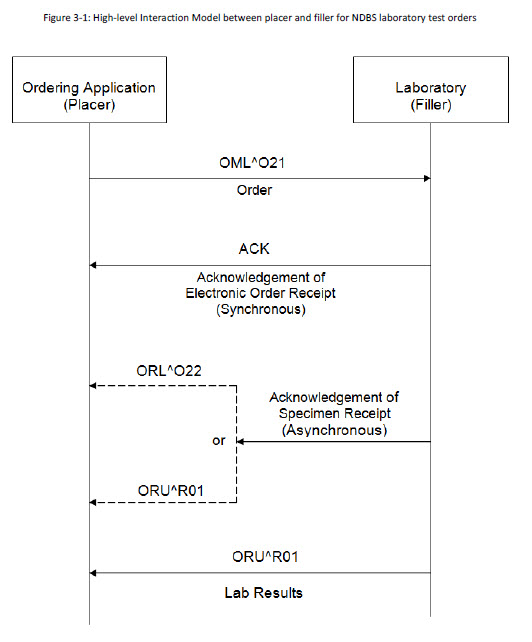 Figure 3-1: High-level Interaction Model between placer and filler for NDBS laboratory test orders
Ordering Application
(Placer)
Laboratory
(Filler)
OML^O21
Order
ACK
Acknowledgement of
Electronic Order Receipt
(Synchronous)
ORL^O22
Acknowledgement of
Specimen Receipt
(Asynchronous)
or
ORU^R01
ORU^R01
Lab Results